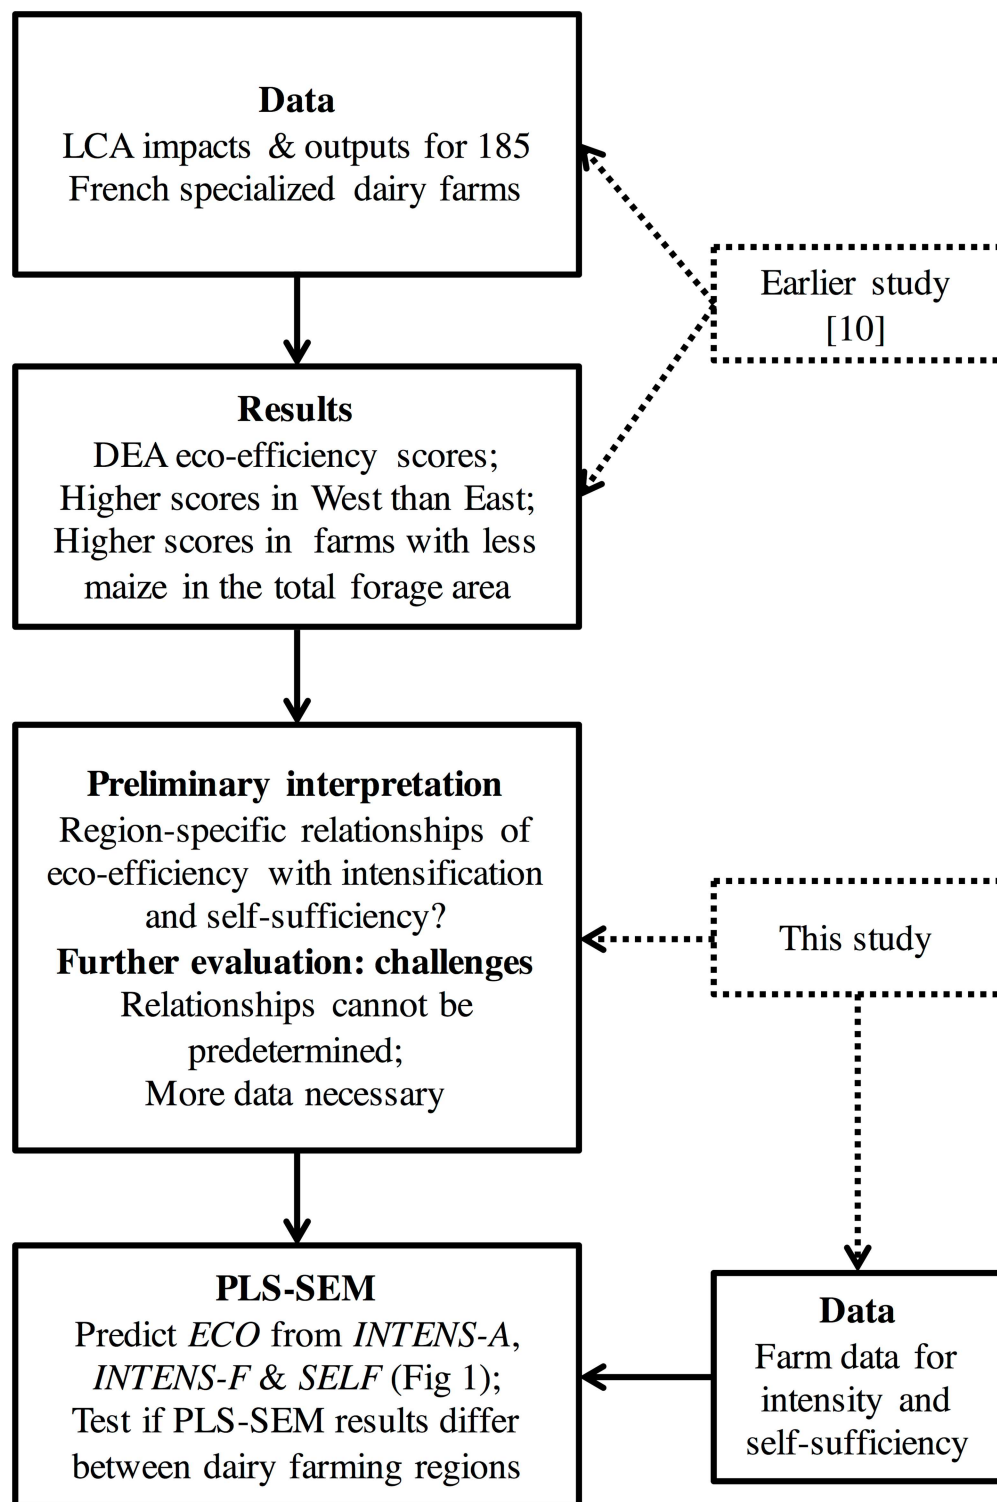 Data
LCA impacts & outputs for 185
French specialized dairy farms
Earlier study
[10]
Results
DEA eco-efficiency scores;
Higher scores in West than East;
Higher scores in farms with less
maize in the total forage area
Preliminary interpretation
Region-specific relationships of
eco-efficiency with intensification
and self-sufficiency?
Further evaluation: challenges
Relationships cannot be
predetermined;
More data necessary
This study
PLS-SEM
Predict ECO from INTENS-A,
INTENS-F & SELF (Fig 1);
Test if PLS-SEM results differ
between dairy farming regions
Data
Farm data for
intensity and
self-sufficiency